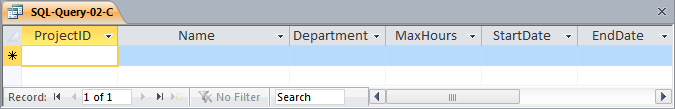 SQL-Query-02-C
ProjectID Name Department MaxHours StartDate EndDate
Record: 1 of 1 No Filter Search